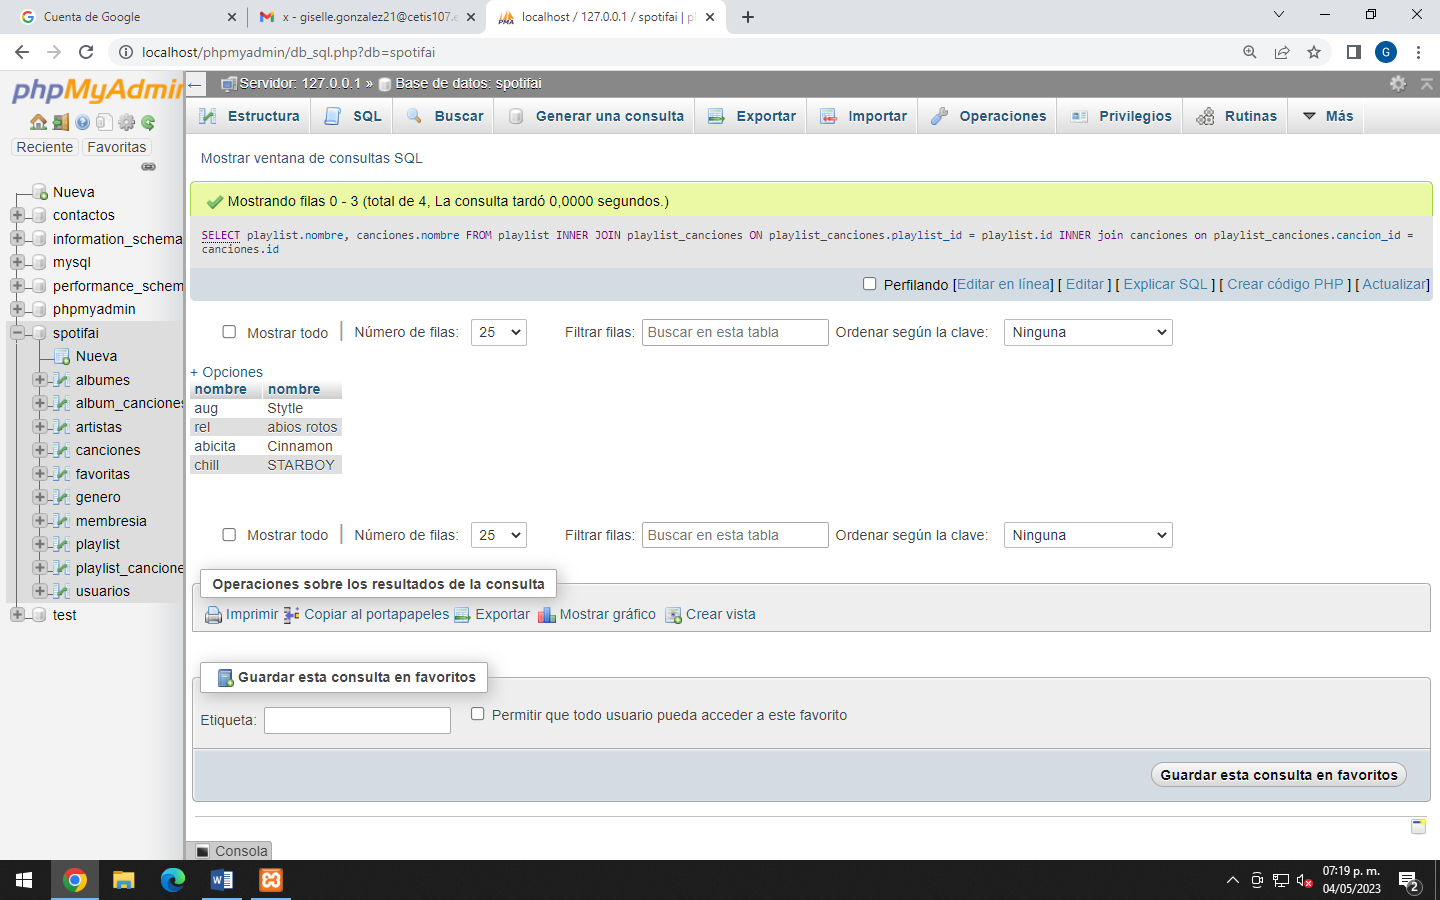 Cuenta de Google
x - giselle.gonzalez21@cetis107.e
localhost / 127.0.0.1 / spotifai | p
localhost/phpmyadmin/db_sql.php?db=spotifai
G
phpMyAdmin
Reciente
Favoritas
Nueva
contactos
information_schema
mysql
performance_schem
phpmyadmin
spotifai
Nueva
albumes
album_canciones
artistas
canciones
favoritas
genero
membresia
playlist
playlist_cancione
usuarios
test
Servidor: 127.0.0.1 » Base de datos: spotifai
Estructura SQL Buscar Generar una consulta Exportar Importar Operaciones Privilegios Rutinas Más
Mostrar ventana de consultas SQL
Mostrando filas 0 - 3 (total de 4, La consulta tardó 0,0000 segundos.)
SELECT playlist.nombre, canciones.nombre FROM playlist INNER JOIN playlist_canciones ON playlist_canciones.playlist_id = playlist.id INNER join canciones on playlist_canciones.cancion_id =
canciones.id
Perfilando [Editar en línea] [ Editar ] [ Explicar SQL ] [ Crear código PHP ] [ Actualizar]
Mostrar todo | Número de filas: 25 Filtrar filas: Buscar en esta tabla Ordenar según la clave: Ninguna
+ Opciones
nombre nombre
aug Stytle
rel abios rotos
abicita Cinnamon
chill STARBOY
Mostrar todo | Número de filas: 25 Filtrar filas: Buscar en esta tabla Ordenar según la clave: Ninguna
Operaciones sobre los resultados de la consulta
Imprimir Copiar al portapapeles Exportar Mostrar gráfico Crear vista
Guardar esta consulta en favoritos
Etiqueta: Permitir que todo usuario pueda acceder a este favorito
Guardar esta consulta en favoritos
Consola
07:19 p. m.
04/05/2023
2